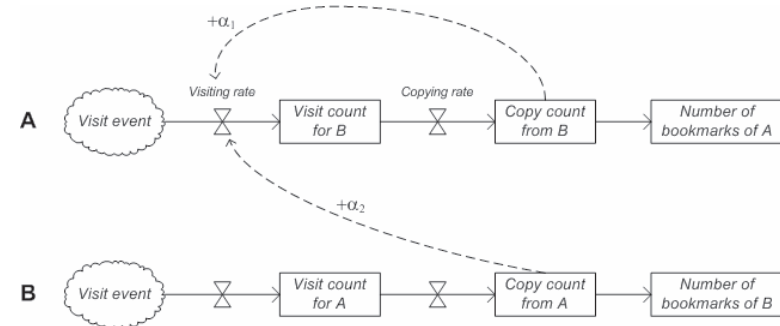 +α₁
Visiting rate
Copying rate
A
Visit event
Visit count
for B
Copy count
from B
Number of
bookmarks of A
+α₂
B
Visit event
Visit count
for A
Copy count
from A
Number of
bookmarks of B